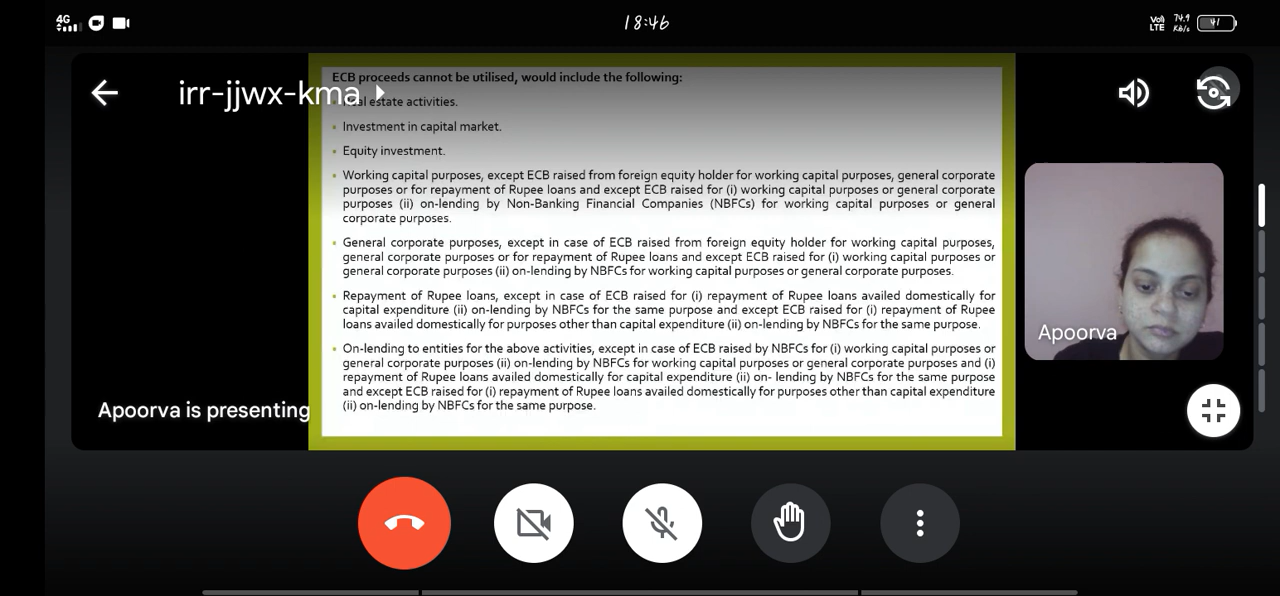 4G
18:46
Vo)
LTE
74.9
Kb/s
41
irr-jjwx-kma
ECB proceeds cannot be utilised, would include the following:
estate activities.
Investment in capital market.
Equity investment.
Working capital purposes, except ECB raised from foreign equity holder for working capital purposes, general corporate
purposes or for repayment of Rupee loans and except ECB raised for (i) working capital purposes or general corporate
purposes (ii) on-lending by Non-Banking Financial Companies (NBFCs) for working capital purposes or general
corporate purposes.
General corporate purposes, except in case of ECB raised from foreign equity holder for working capital purposes,
general corporate purposes or for repayment of Rupee loans and except ECB raised for (i) working capital purposes or
general corporate purposes (ii) on-lending by NBFCs for working capital purposes or general corporate purposes.
Repayment of Rupee loans, except in case of ECB raised for (i) repayment of Rupee loans availed domestically for
capital expenditure (ii) on-lending by NBFCs for the same purpose and except ECB raised for (i) repayment of Rupee
loans availed domestically for purposes other than capital expenditure (ii) on-lending by NBFCs for the same purpose.
On-lending to entities for the above activities, except in case of ECB raised by NBFCs for (i) working capital purposes or
general corporate purposes (ii) on-lending by NBFCs for working capital purposes or general corporate purposes and (i)
repayment of Rupee loans availed domestically for capital expenditure (ii) on- lending by NBFCs for the same purpose
and except ECB raised for (i) repayment of Rupee loans availed domestically for purposes other than capital expenditure
(ii) on-lending by NBFCs for the same purpose.
Apoorva
Apoorva is presenting